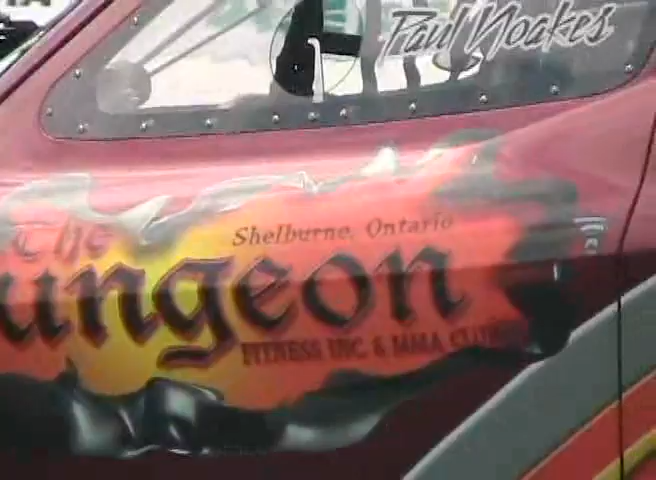 Paul Noakes
The
ungeon
Shelburne, Ontario
FITNESS INC & MMA CLUB